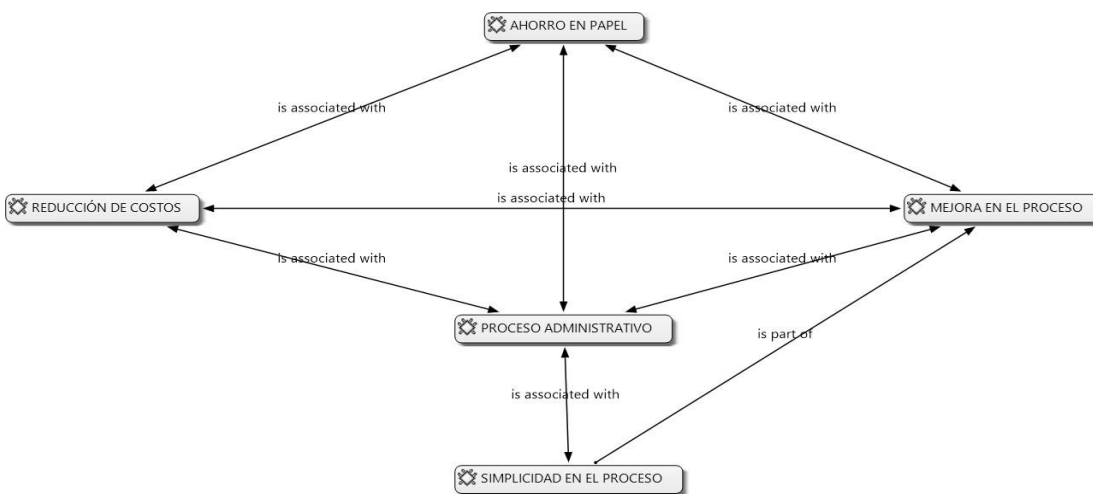 AHORRO EN PAPEL
is associated with
is associated with
is associated with
is associated with
REDUCCIÓN DE COSTOS
MEJORA EN EL PROCESO
is associated with
is associated with
PROCESO ADMINISTRATIVO
is part of
is associated with
SIMPLICIDAD EN EL PROCESO